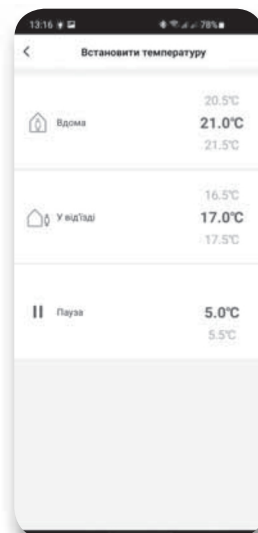 13:16 78%
Встановити температуру
20.5°C
Вдома 21.0°C
21.5°C
16.5°C
У від'їзді 17.0°C
17.5°C
Пауза 5.0°C
5.5°C